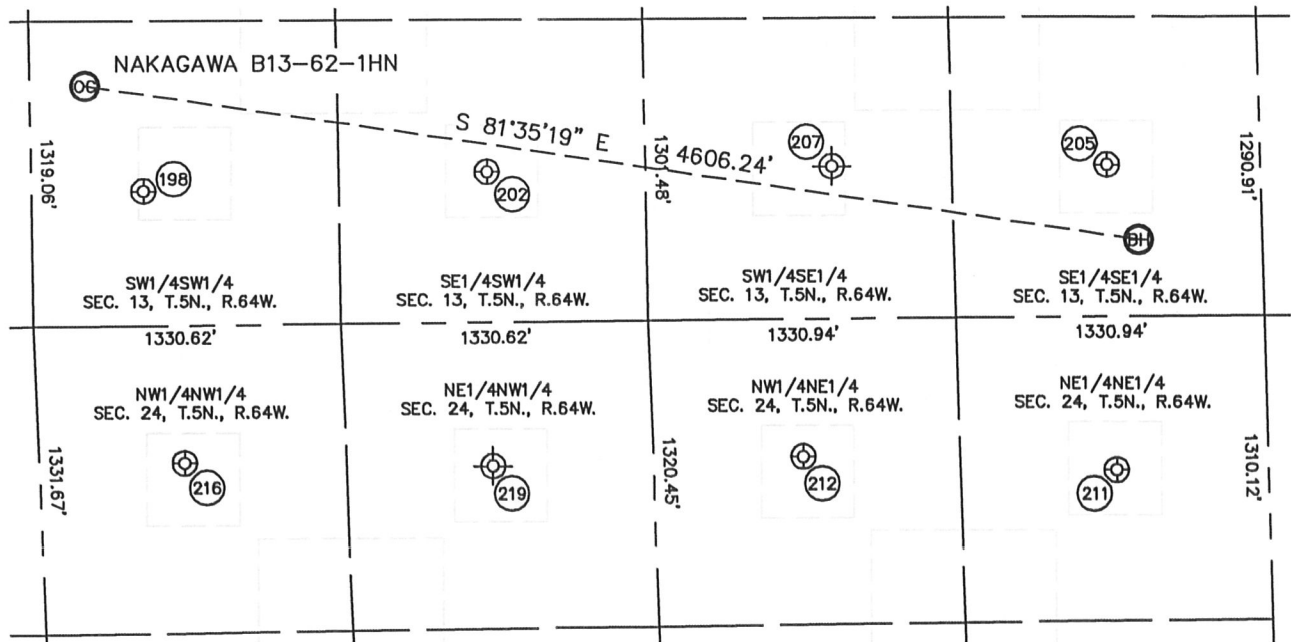 NAKAGAWA B13-62-1HN
OG
S 81°35'19" E
4606.24'
1319.06'
1301.48'
1290.91'
198
202
207
205
BH
SW1/4SW1/4
SEC. 13, T.5N., R.64W.
SE1/4SW1/4
SEC. 13, T.5N., R.64W.
SW1/4SE1/4
SEC. 13, T.5N., R.64W.
SE1/4SE1/4
SEC. 13, T.5N., R.64W.
1330.62'
1330.62'
1330.94'
1330.94'
NW1/4NW1/4
SEC. 24, T.5N., R.64W.
NE1/4NW1/4
SEC. 24, T.5N., R.64W.
NW1/4NE1/4
SEC. 24, T.5N., R.64W.
NE1/4NE1/4
SEC. 24, T.5N., R.64W.
1331.67'
1320.45'
1310.12'
216
219
212
211